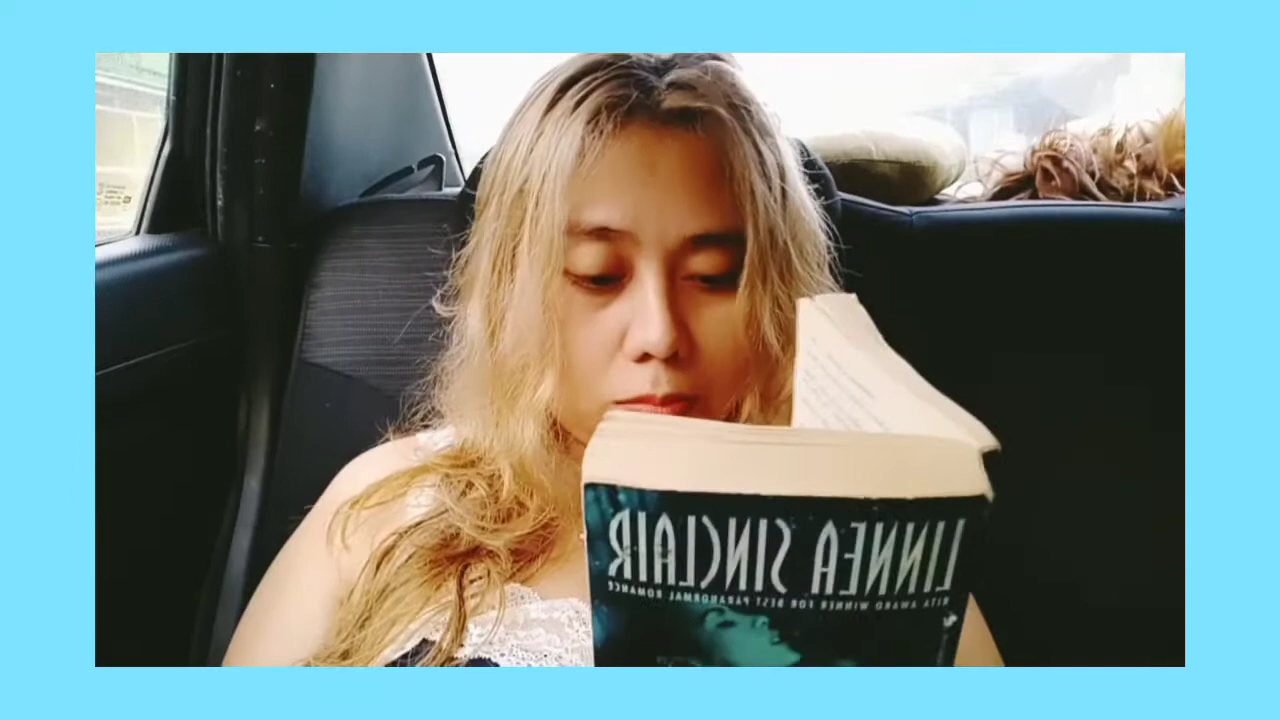 LINNEA SINCLAIR
RITA AWARD WINNER FOR BEST PARANORMAL ROMANCE